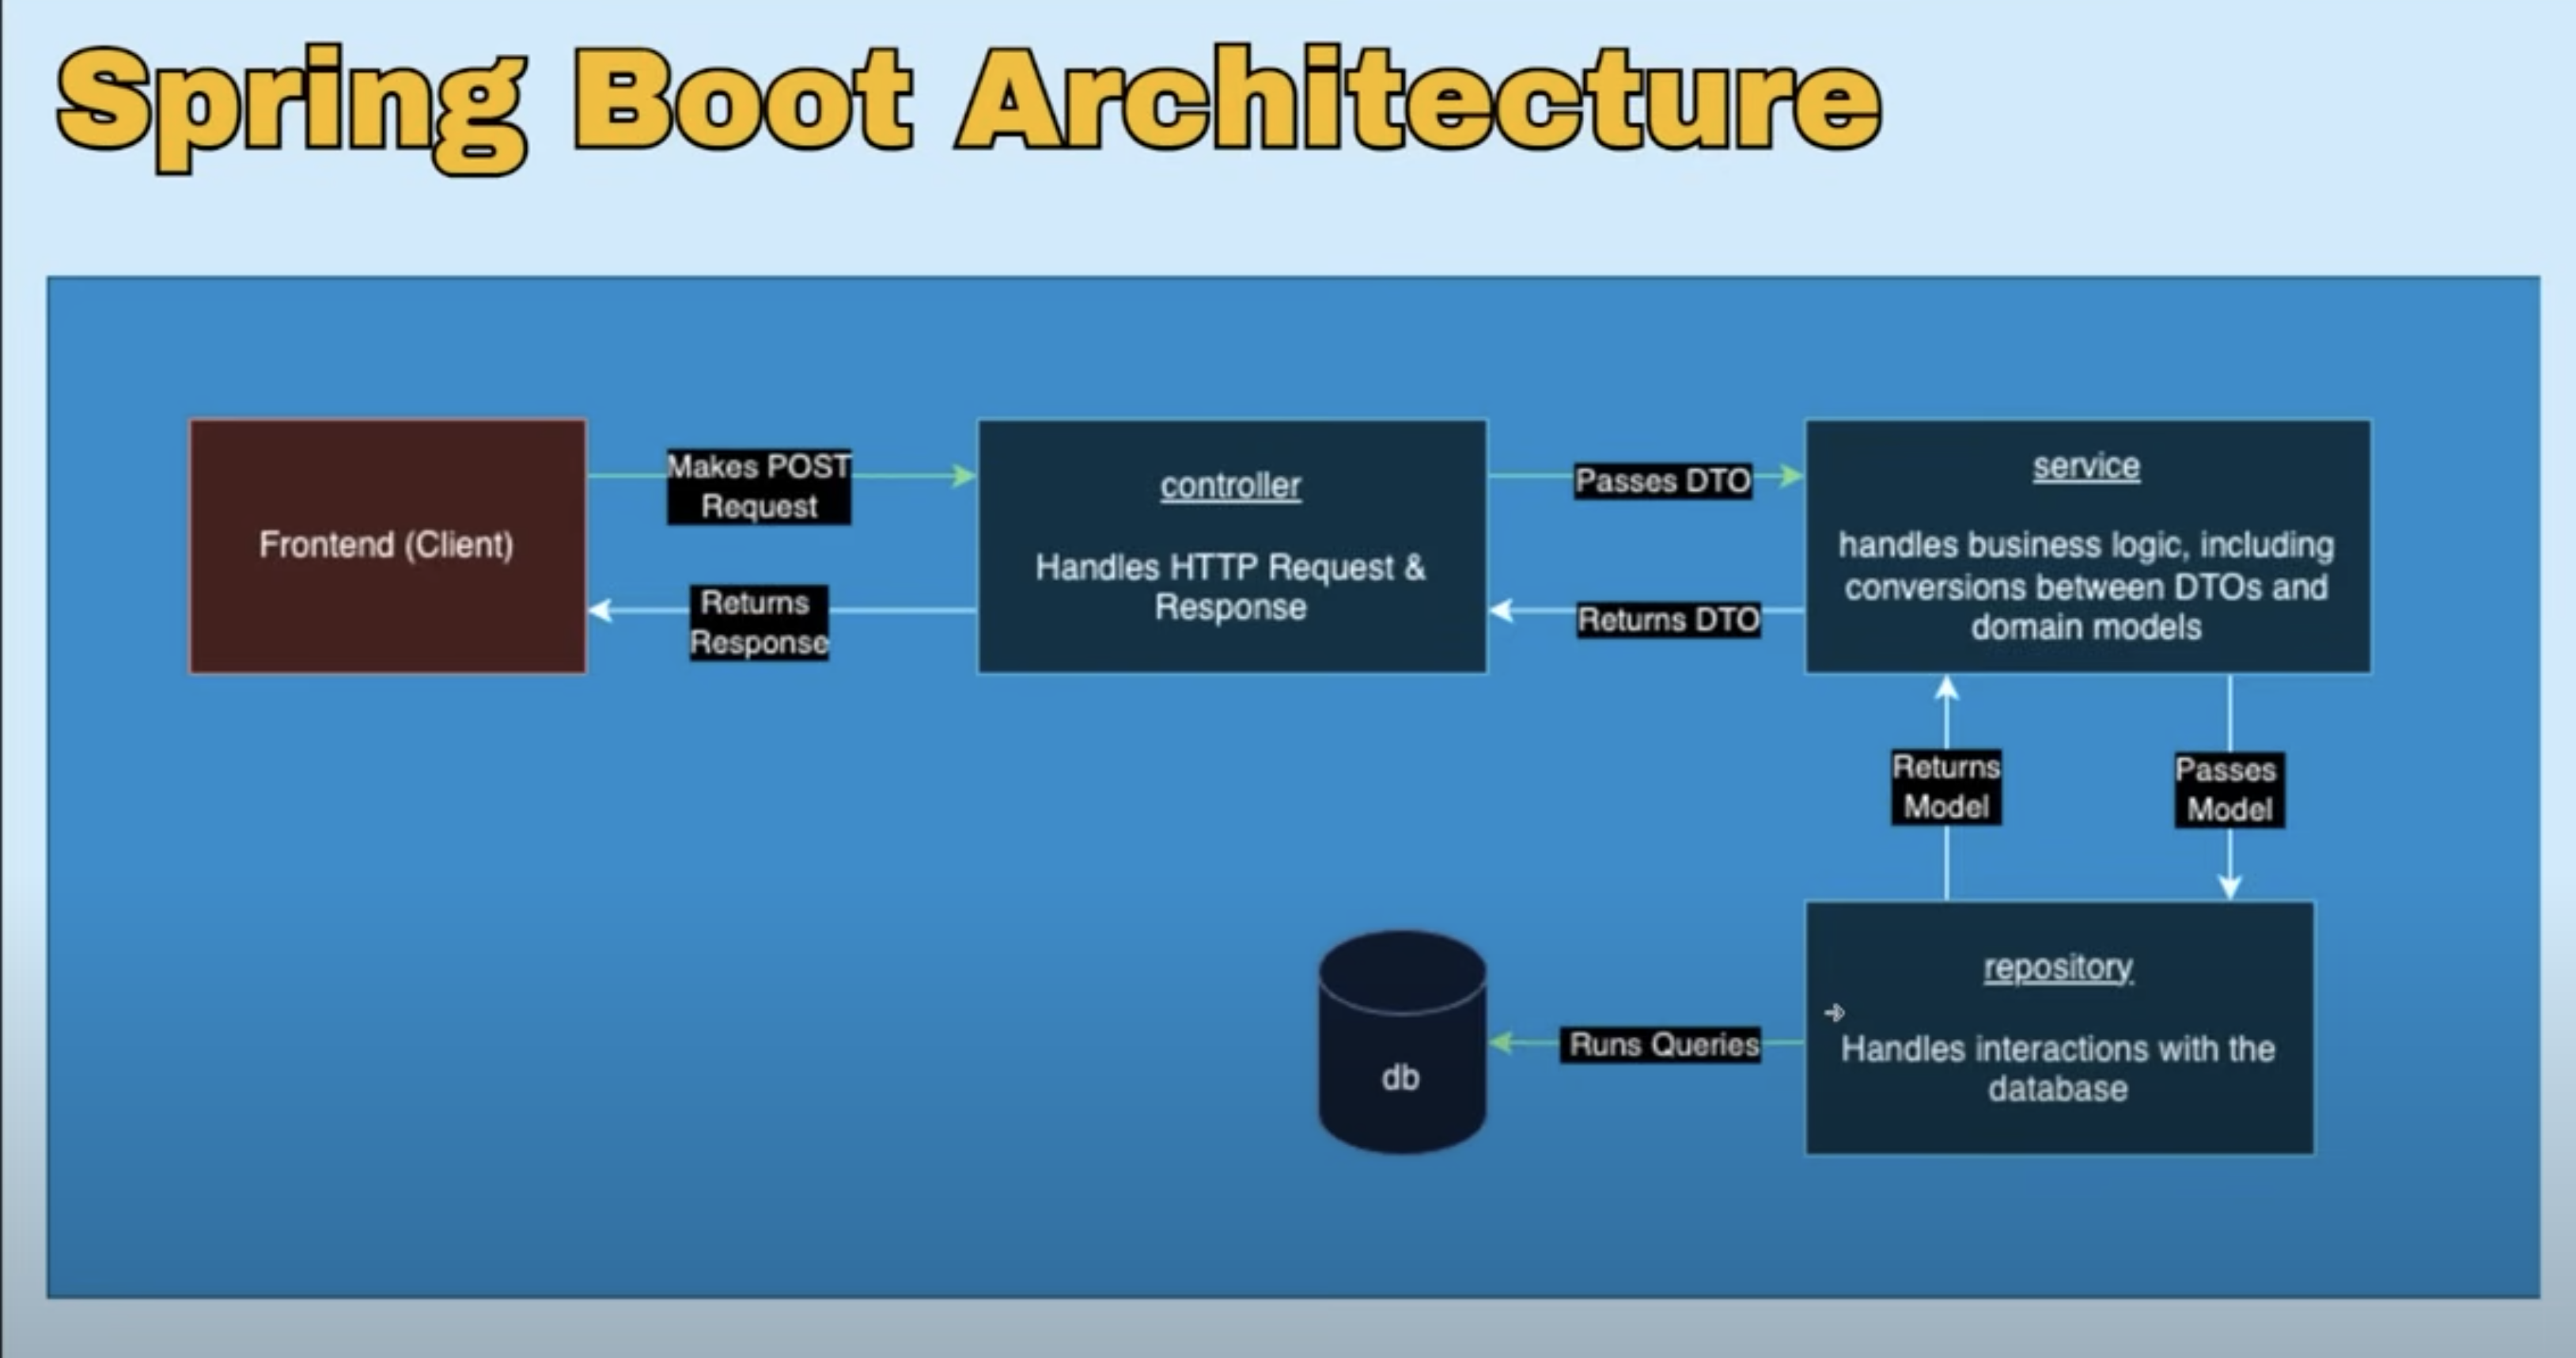 Spring Boot Architecture
Frontend (Client)
Makes POST
Request
Returns
Response
controller
Handles HTTP Request &
Response
Passes DTO
Returns DTO
service
handles business logic, including
conversions between DTOs and
domain models
Returns
Model
Passes
Model
repository
Handles interactions with the
database
Runs Queries
db